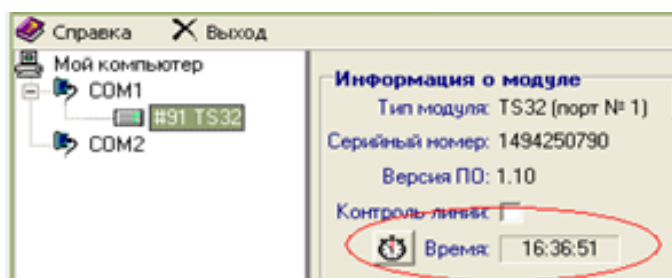 Справка Выход
Мой компьютер
COM1
#91 TS32
COM2
Информация о модуле
Тип модуля: TS32 (порт № 1)
Серийный номер: 1494250790
Версия ПО: 1.10
Контроль линии:
Время: 16:36:51